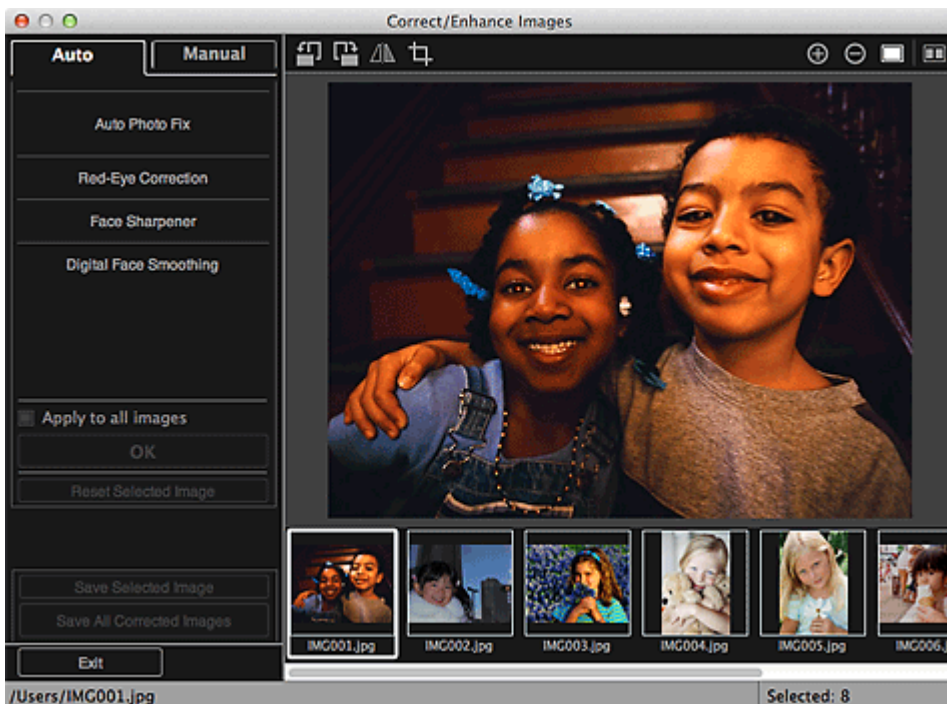 Correct/Enhance Images
Auto
Manual
Auto Photo Fix
Red-Eye Correction
Face Sharpener
Digital Face Smoothing
Apply to all images
OK
Reset Selected Image
Save Selected Image
Save All Corrected Images
Exit
IMG001.jpg
IMG002.jpg
IMG003.jpg
IMG004.jpg
IMG005.jpg
IMG006.j
/Users/IMG001.jpg
Selected: 8